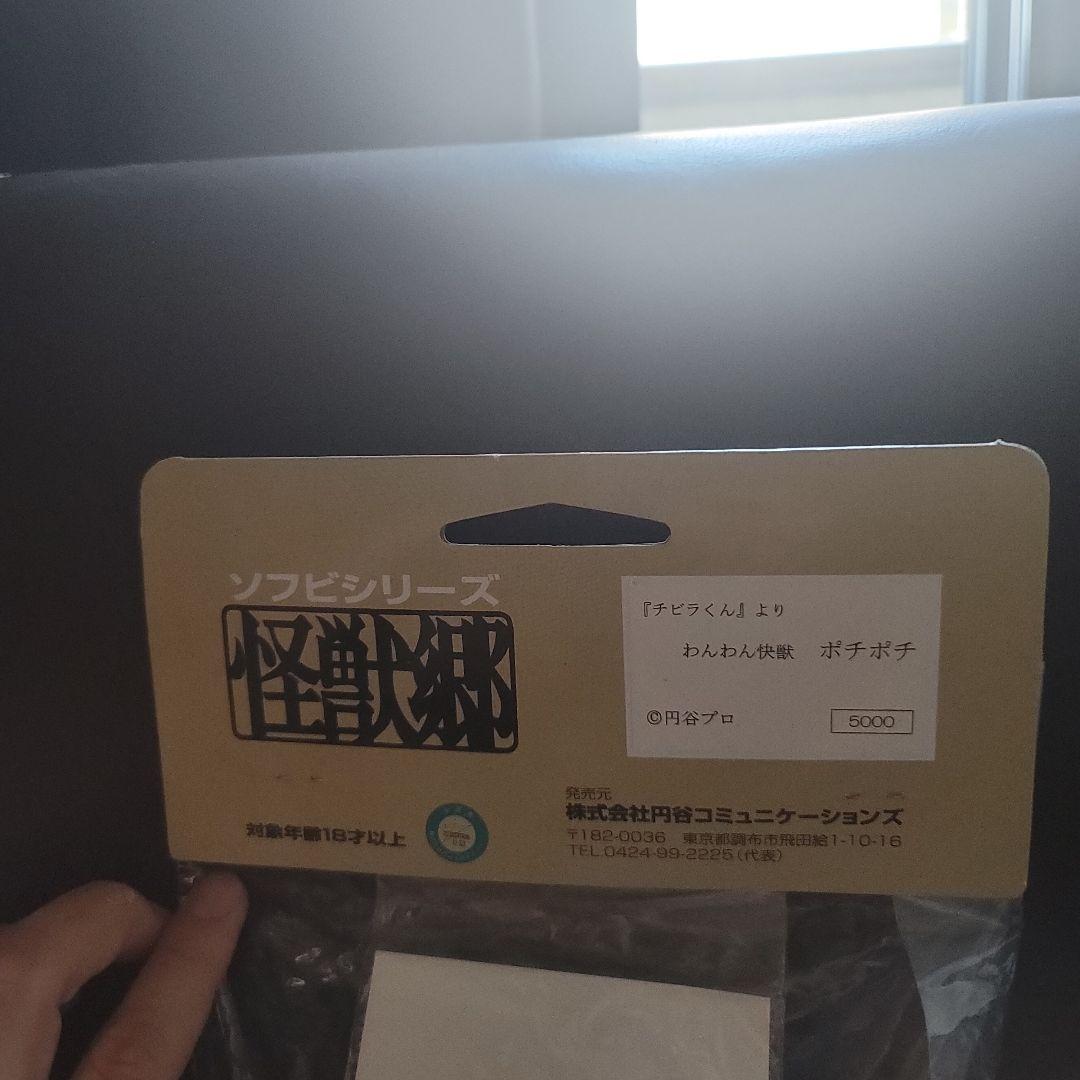 ソフビシリーズ
怪獣郷
『チビラくん』より
わんわん快獣　ポチポチ
©円谷プロ
5000
対象年齢18才以上
発売元
株式会社円谷コミュニケーションズ
〒182-0036　東京都調布市飛田給1-10-16
TEL.0424-99-2225(代表)